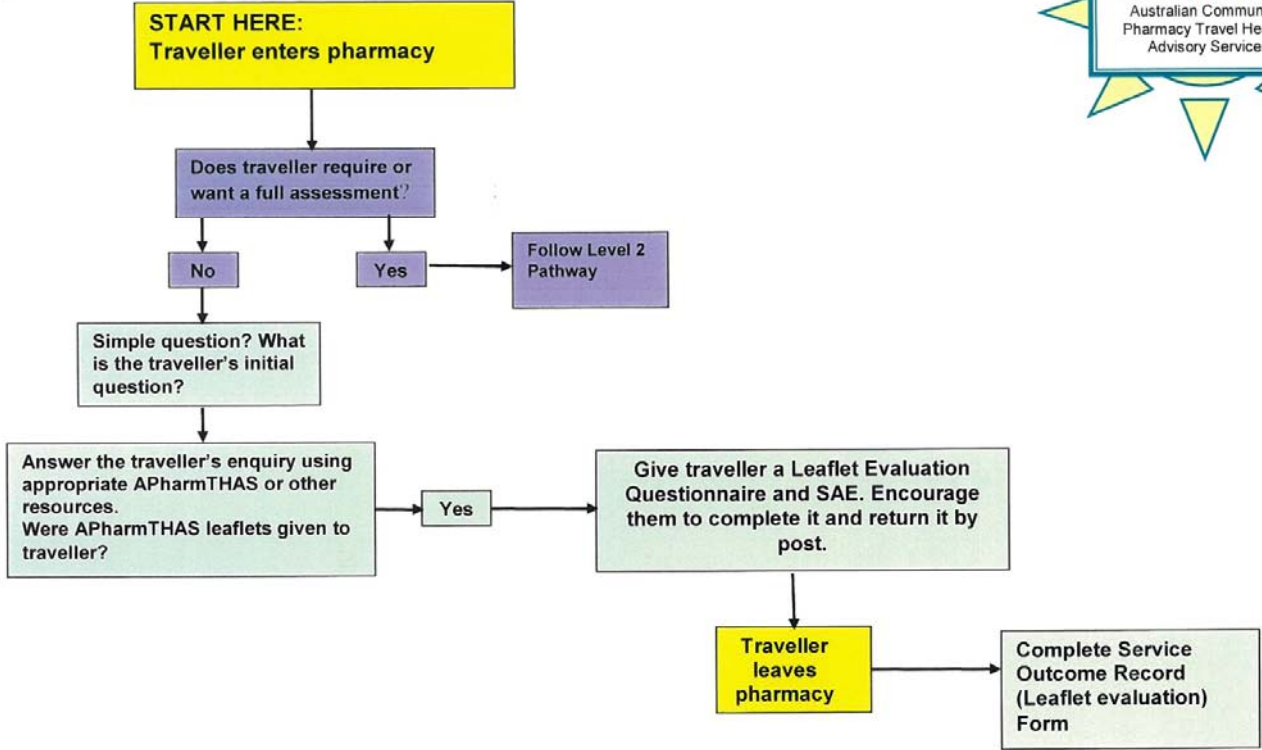 Australian Commun
Pharmacy Travel He
Advisory Service
START HERE:
Traveller enters pharmacy
Does traveller require or
want a full assessment?
No
Yes
Follow Level 2
Pathway
Simple question? What
is the traveller's initial
question?
Answer the traveller's enquiry using
appropriate APharmTHAS or other
resources.
Were APharmTHAS leaflets given to
traveller?
Yes
Give traveller a Leaflet Evaluation
Questionnaire and SAE. Encourage
them to complete it and return it by
post.
Traveller
leaves
pharmacy
Complete Service
Outcome Record
(Leaflet evaluation)
Form